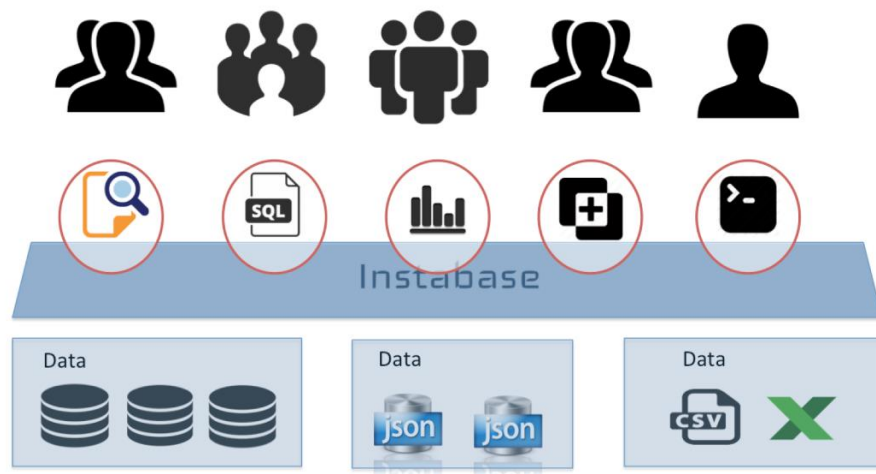 SQL
>-
Instabase
Data
Data
Data
json
json
CSV